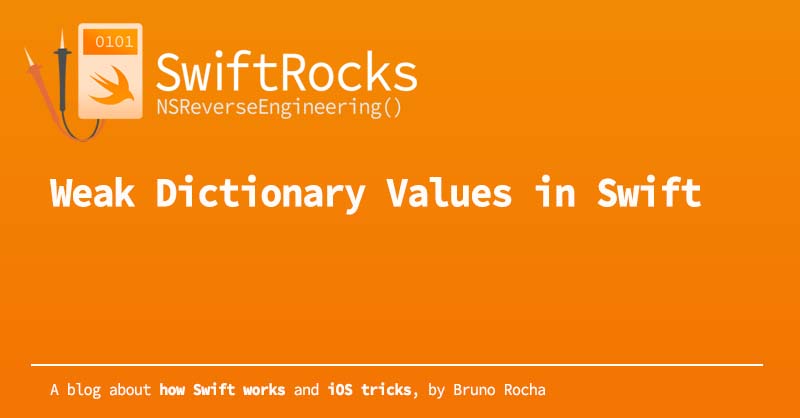 0101
SwiftRocks
NSReverseEngineering()
Weak Dictionary Values in Swift
A blog about how Swift works and iOS tricks, by Bruno Rocha